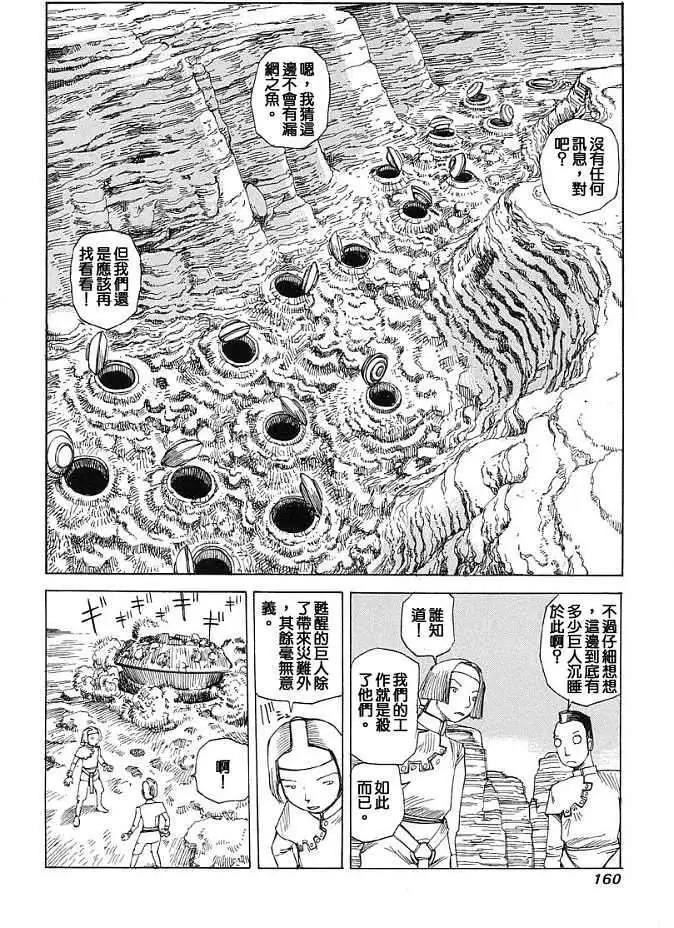 沒有任何
訊息，對
吧？
嗯，我猜這
邊不會有漏
網之魚。
但我們還
是應該再
找看看！
不過仔細想想
，這邊到底有
多少巨人沉睡
於此啊？
誰知
道！
我們的工
作就是殺
了他們。
如此
而已。
甦醒的巨人除
了帶來災難外
，其餘毫無意
義。
ギギギ
啊！
160